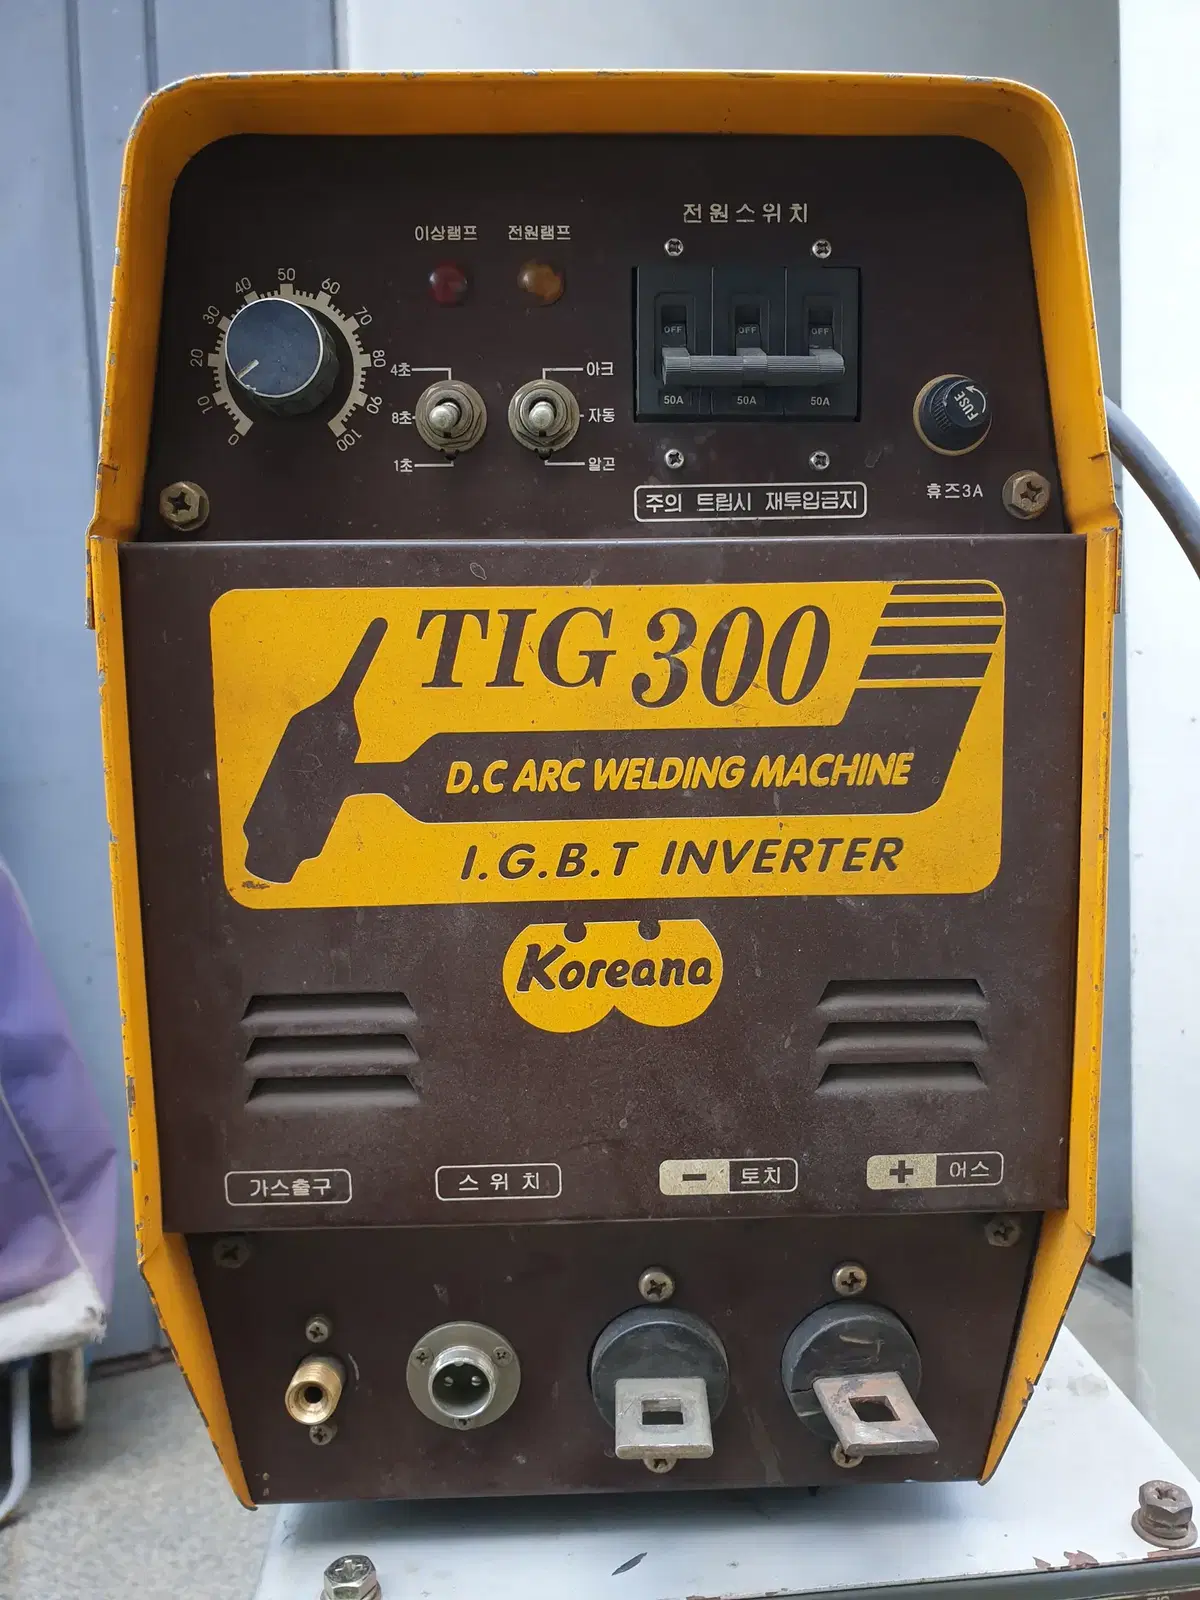 전원스위치
이상램프 전원램프
0 10 20 30 40 50 60 70 80 90 100
4초
8초
1초
아크
자동
알곤
OFF OFF OFF
50A 50A 50A
FUSE
휴즈3A
주의 트립시 재투입금지
TIG 300
D.C ARC WELDING MACHINE
I.G.B.T INVERTER
Koreana
가스출구
스위치
- 토치
+ 어스